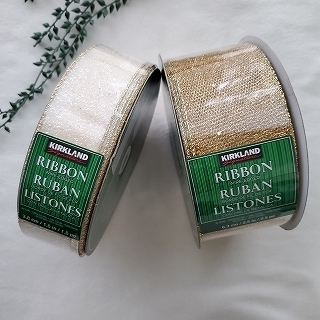 KIRKLAND
RIBBON
RUBAN
LISTONES
KIRKLAND
RIBBON
RUBAN
LISTONES